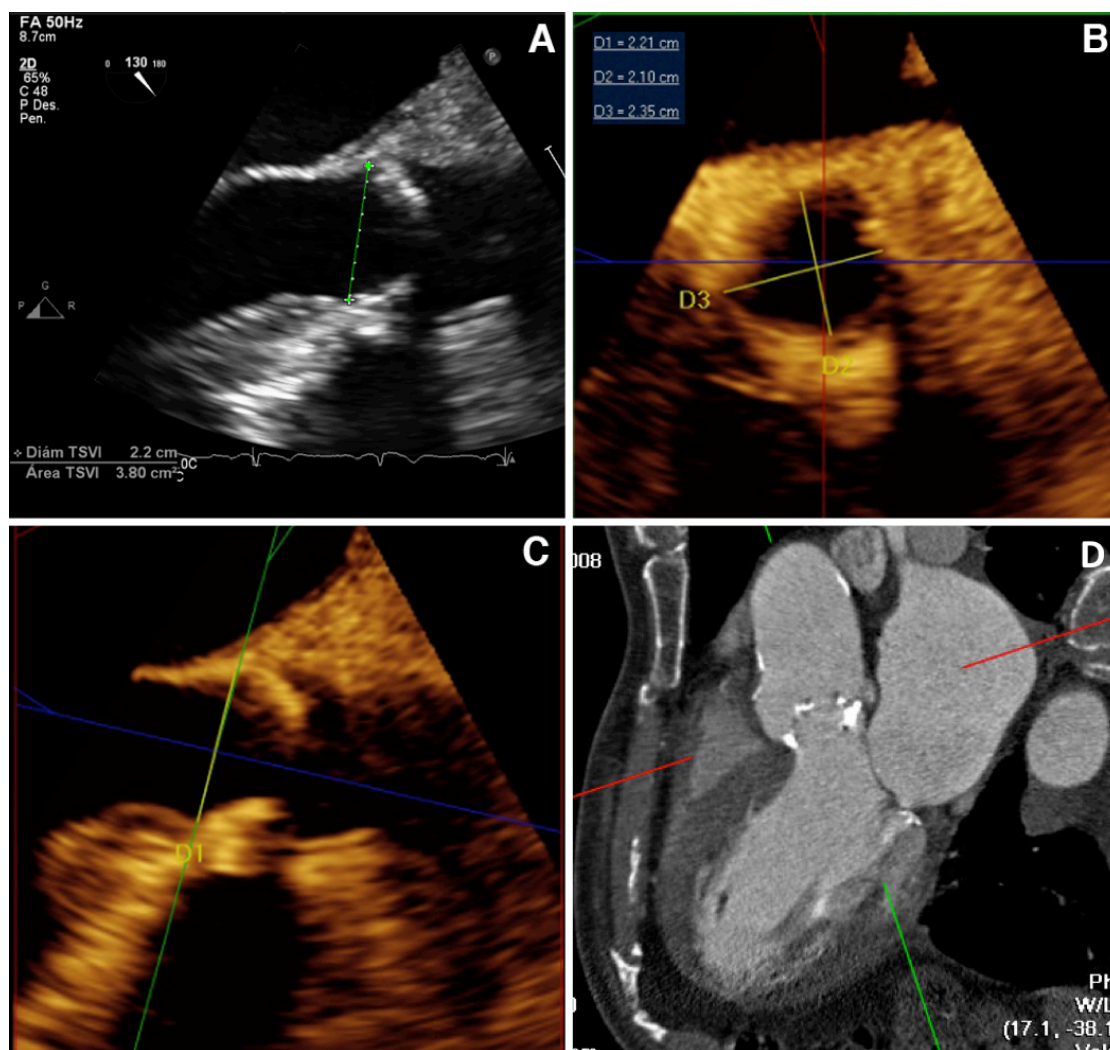 FA 50Hz
8.7cm
2D
65%
C 48
P Des.
Pen.
0 130 180
P
A
G
P R
Diám TSVI 2.2 cm
Área TSVI 3.80 cm²
B
D1 = 2.21 cm
D2 = 2.10 cm
D3 = 2.35 cm
D3
D2
C
D1
D
008
W/L
(17.1, -38.1